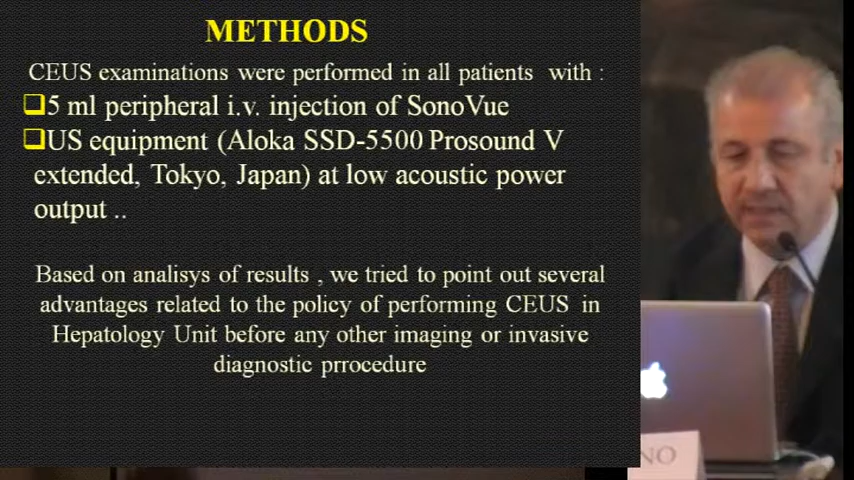 METHODS
CEUS examinations were performed in all patients with :
5 ml peripheral i.v. injection of SonoVue
US equipment (Aloka SSD-5500 Prosound V
extended, Tokyo, Japan) at low acoustic power
output ..
Based on analisys of results , we tried to point out several
advantages related to the policy of performing CEUS in
Hepatology Unit before any other imaging or invasive
diagnostic prrocedure